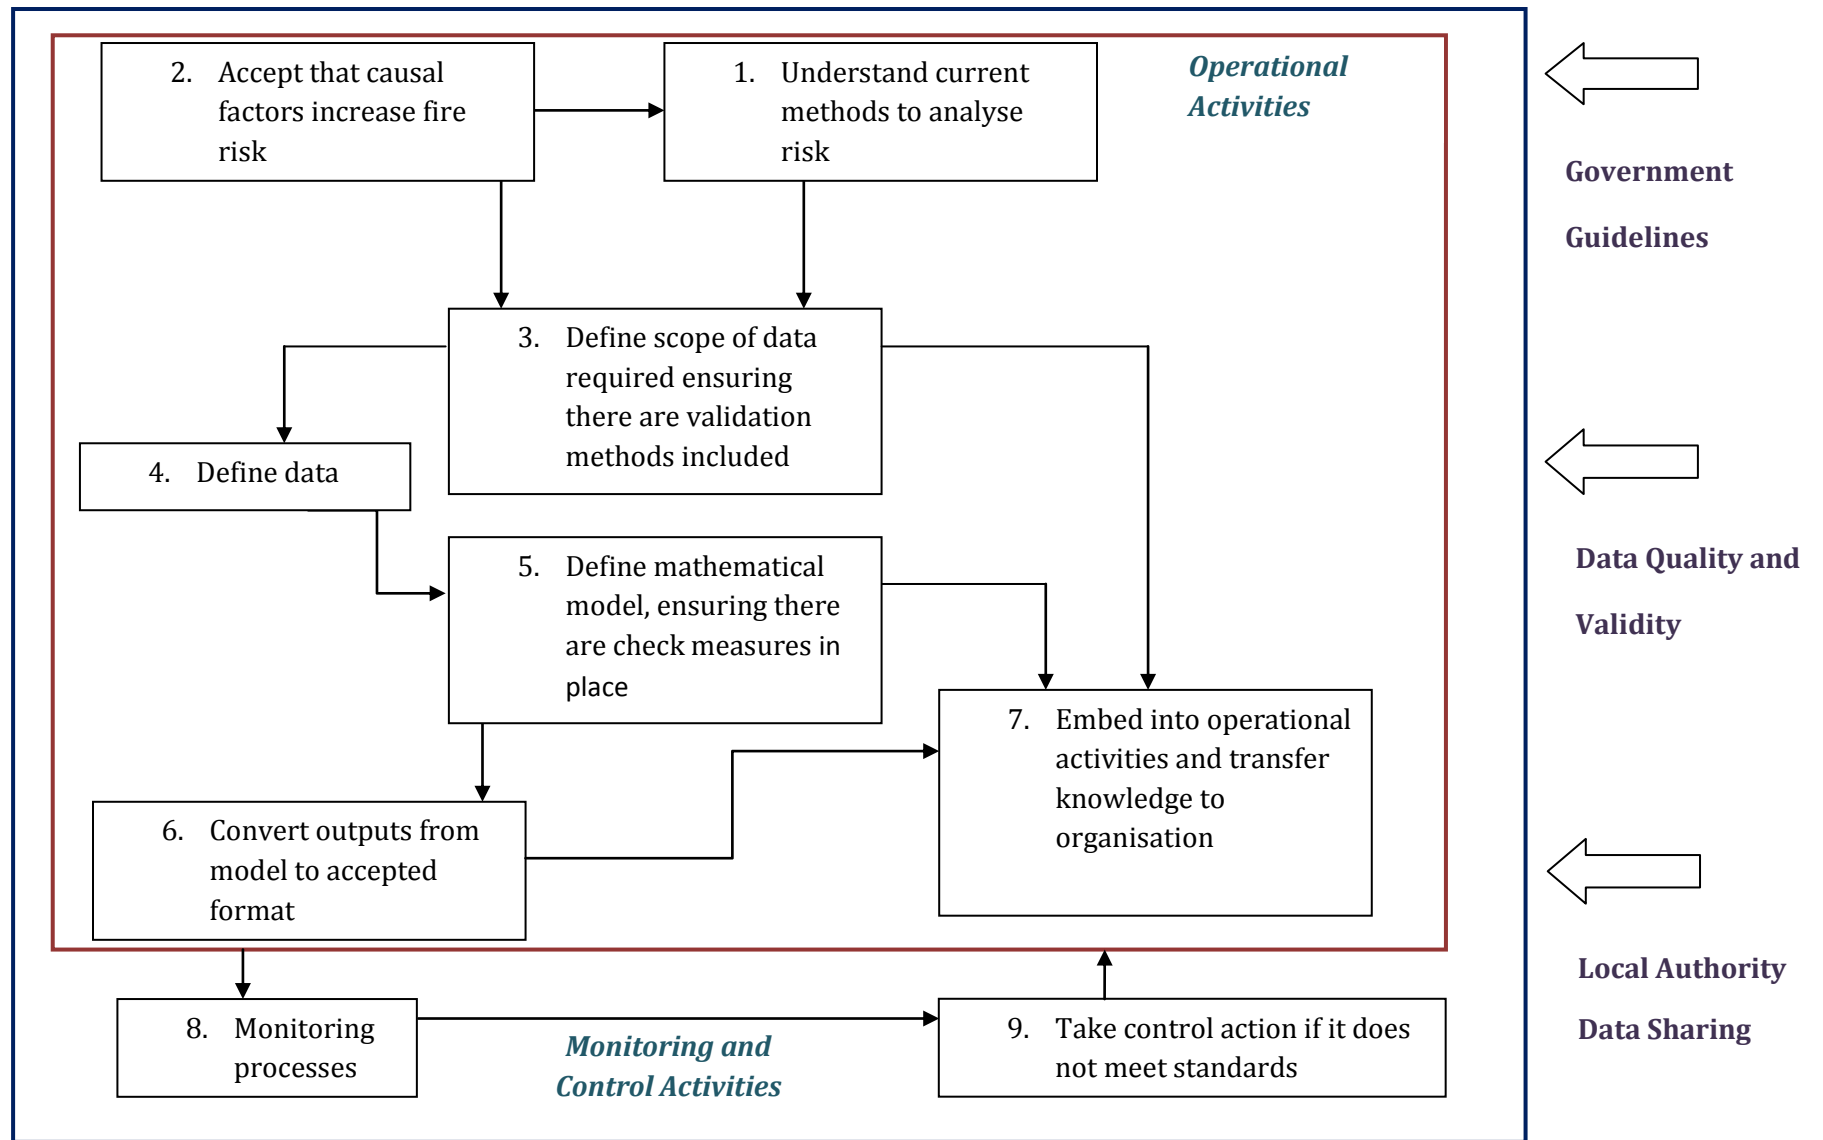 2. Accept that causal
factors increase fire
risk
1. Understand current
methods to analyse
risk
Operational
Activities
Government
Guidelines
3. Define scope of data
required ensuring
there are validation
methods included
4. Define data
5. Define mathematical
model, ensuring there
are check measures in
place
Data Quality and
Validity
7. Embed into operational
activities and transfer
knowledge to
organisation
6. Convert outputs from
model to accepted
format
Local Authority
Data Sharing
8. Monitoring
processes
Monitoring and
Control Activities
9. Take control action if it does
not meet standards